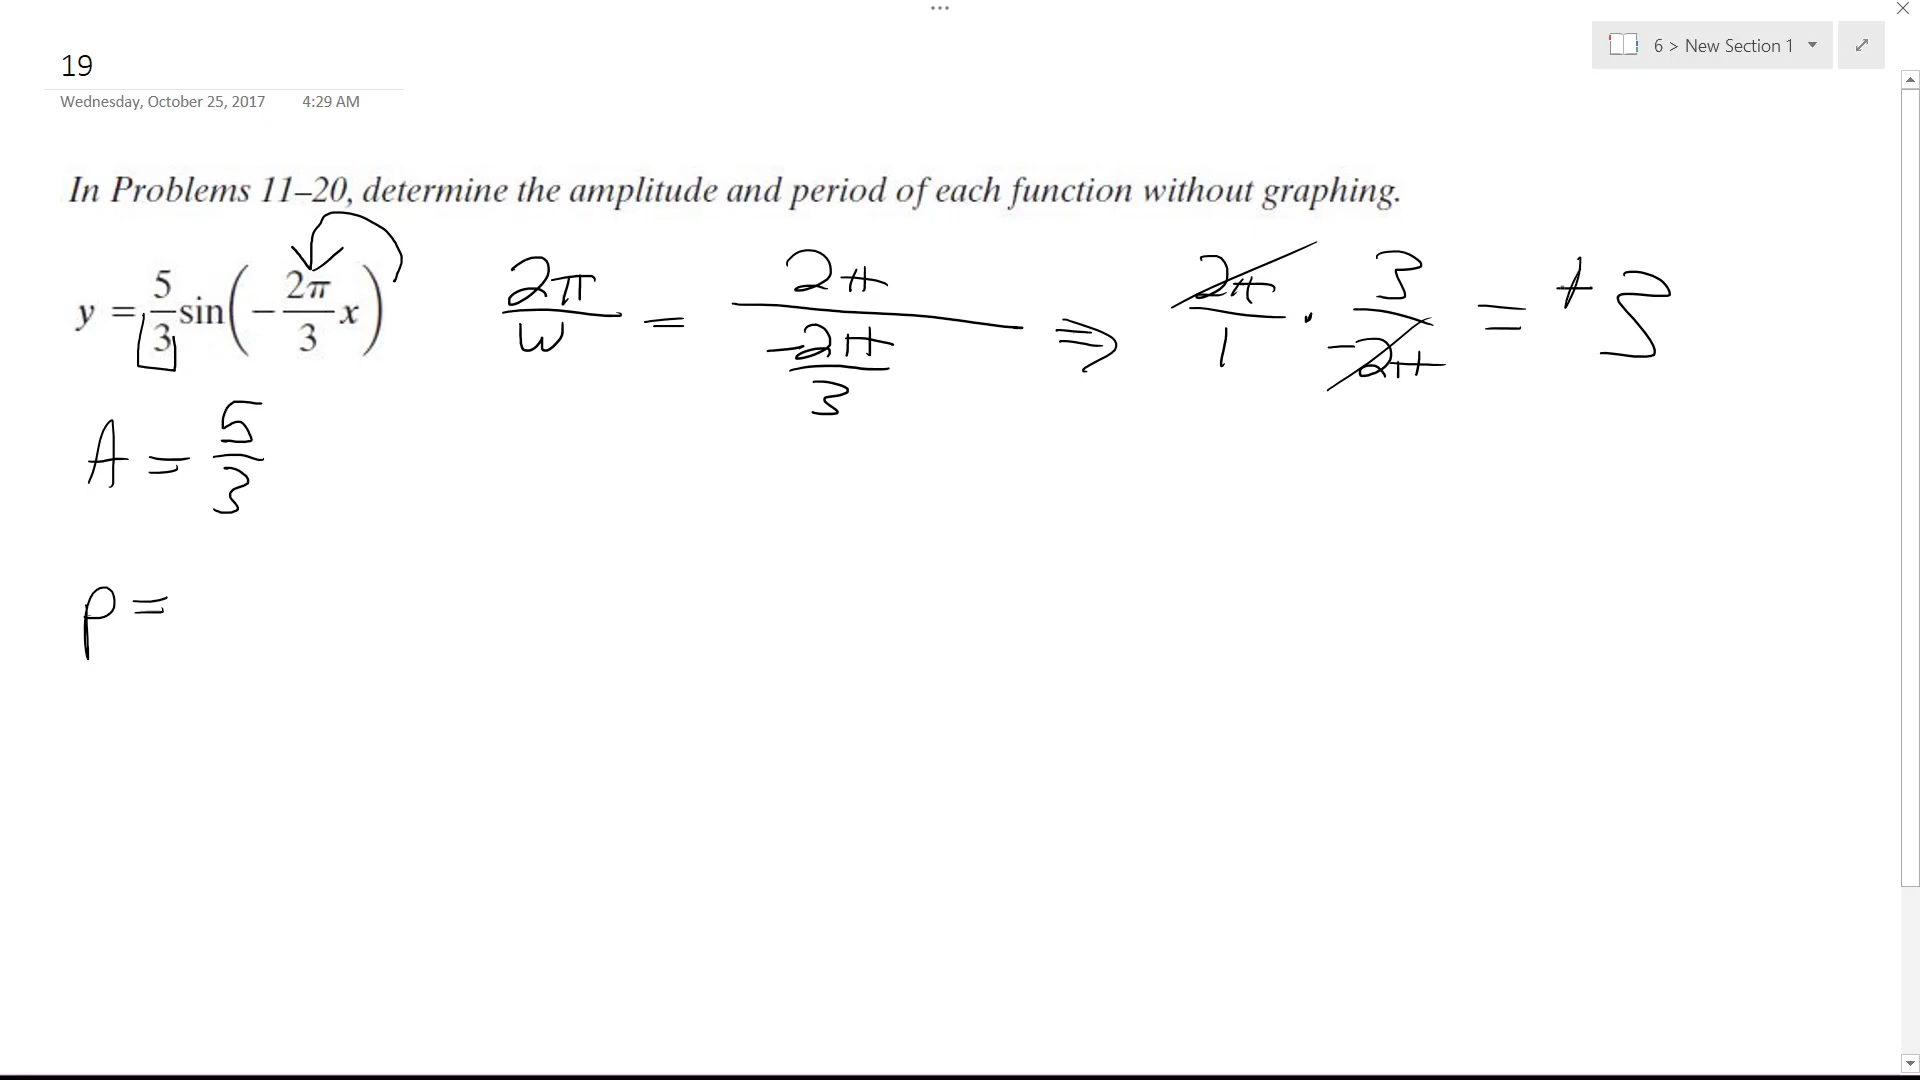 6 > New Section 1
19
Wednesday, October 25, 2017 4:29 AM
In Problems 11–20, determine the amplitude and period of each function without graphing.
y = 5/3 sin(− 2π/3 x) 2π/w = 2π/(-2π/3) ⇒ 2π/1 · 3/-2π = +3
A = 5/3
P =